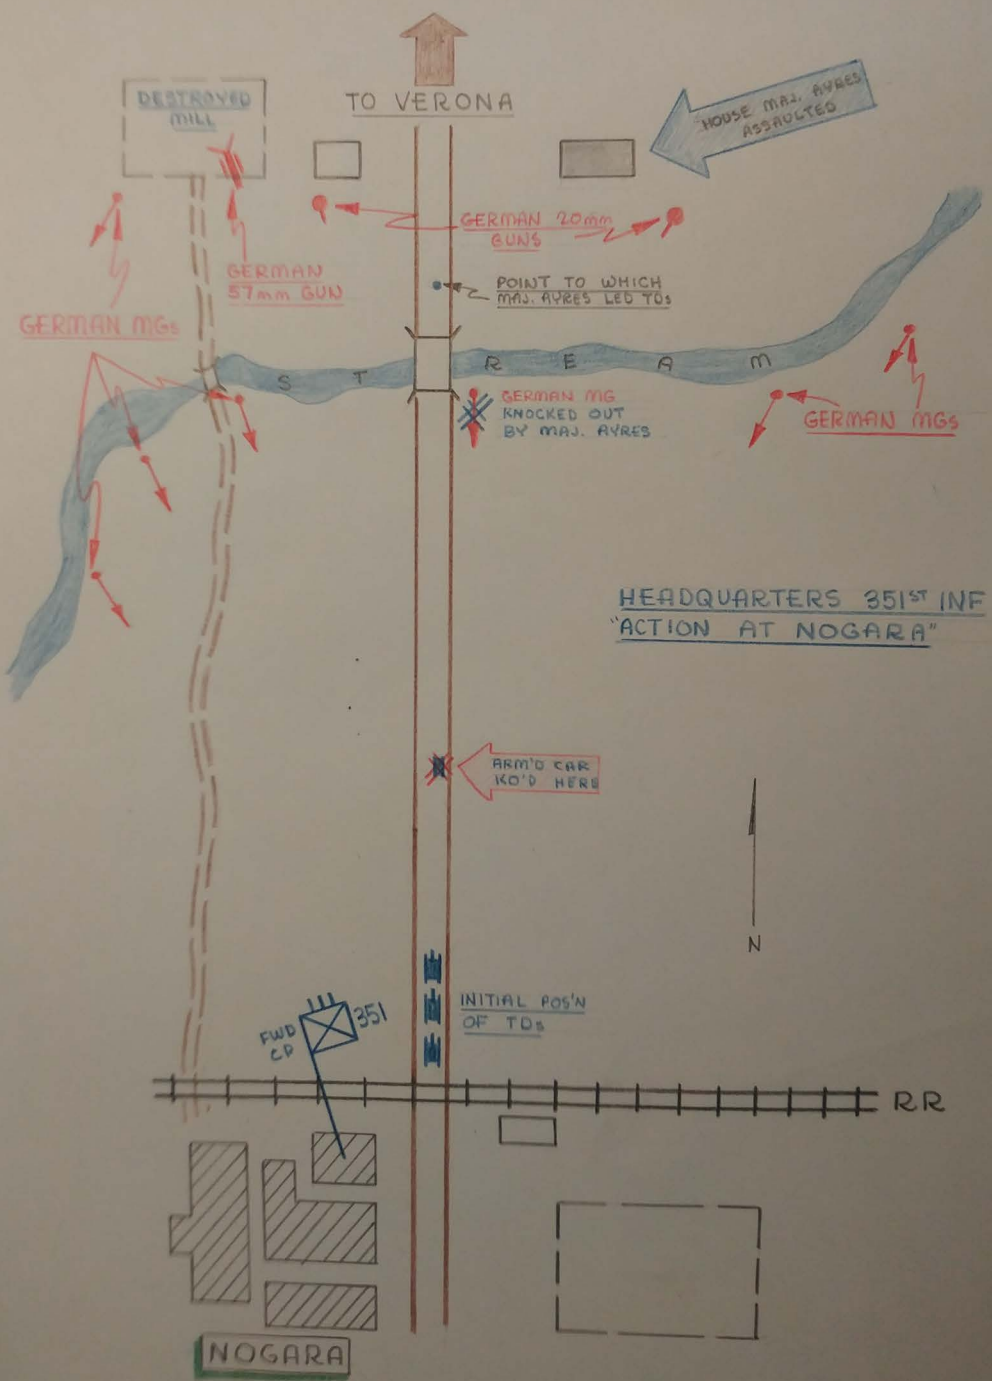 TO VERONA
DESTROYED
MILL
HOUSE MAJ. AYRES
ASSAULTED
GERMAN 20mm
GUNS
GERMAN
57mm GUN
POINT TO WHICH
MAJ. AYRES LED TDs
GERMAN MGs
STREAM
GERMAN MG
KNOCKED OUT
BY MAJ. AYRES
GERMAN MGs
HEADQUARTERS 351ST INF
"ACTION AT NOGARA"
ARM'D CAR
KO'D HERE
N
INITIAL POS'N
OF TDs
351
FWD
CP
RR
NOGARA